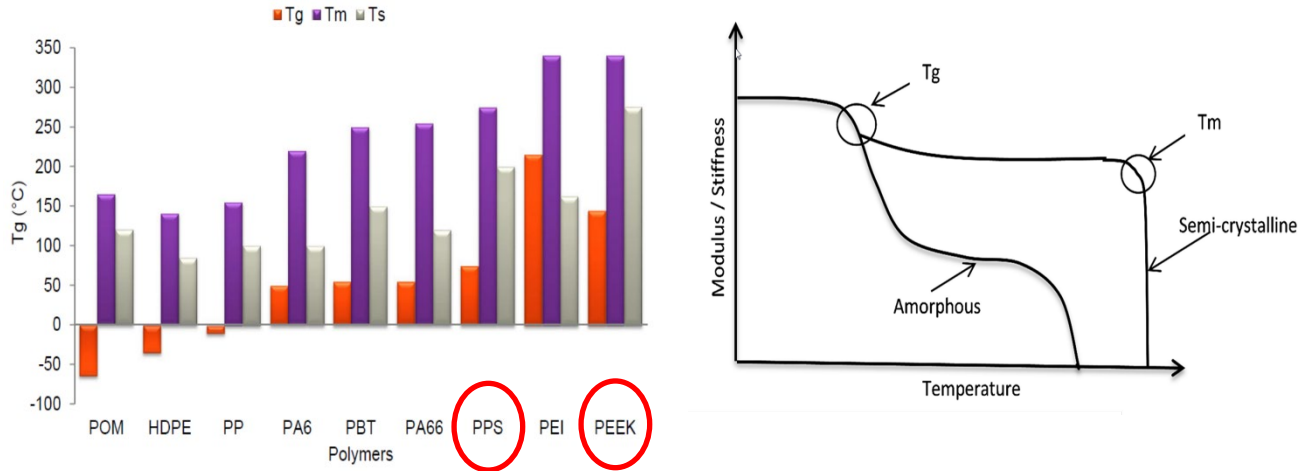 Tg Tm Ts
350
300
250
200
150
100
50
0
-50
-100
Tg (°C)
POM HDPE PP PA6 PBT PA66 PPS PEI PEEK
Polymers
Modulus / Stiffness
Tg
Tm
Semi-crystalline
Amorphous
Temperature